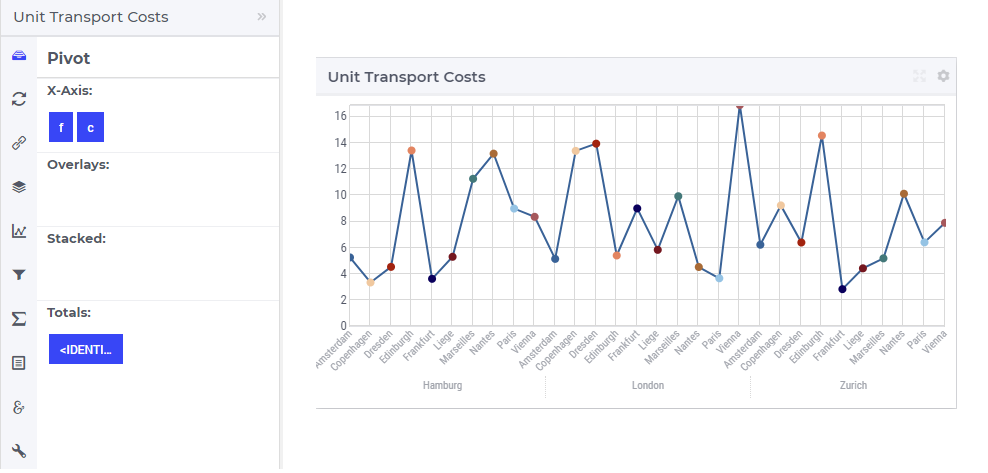 Unit Transport Costs »
Pivot
X-Axis:
f c
Overlays:
Stacked:
Totals:
<IDENTI...
Unit Transport Costs
16
14
12
10
8
6
4
2
0
Amsterdam Copenhagen Dresden Edinburgh Frankfurt Liege Marseilles Nantes Paris Vienna Amsterdam Copenhagen Dresden Edinburgh Frankfurt Liege Marseilles Nantes Paris Vienna Amsterdam Copenhagen Dresden Edinburgh Frankfurt Liege Marseilles Nantes Paris Vienna
Hamburg London Zurich